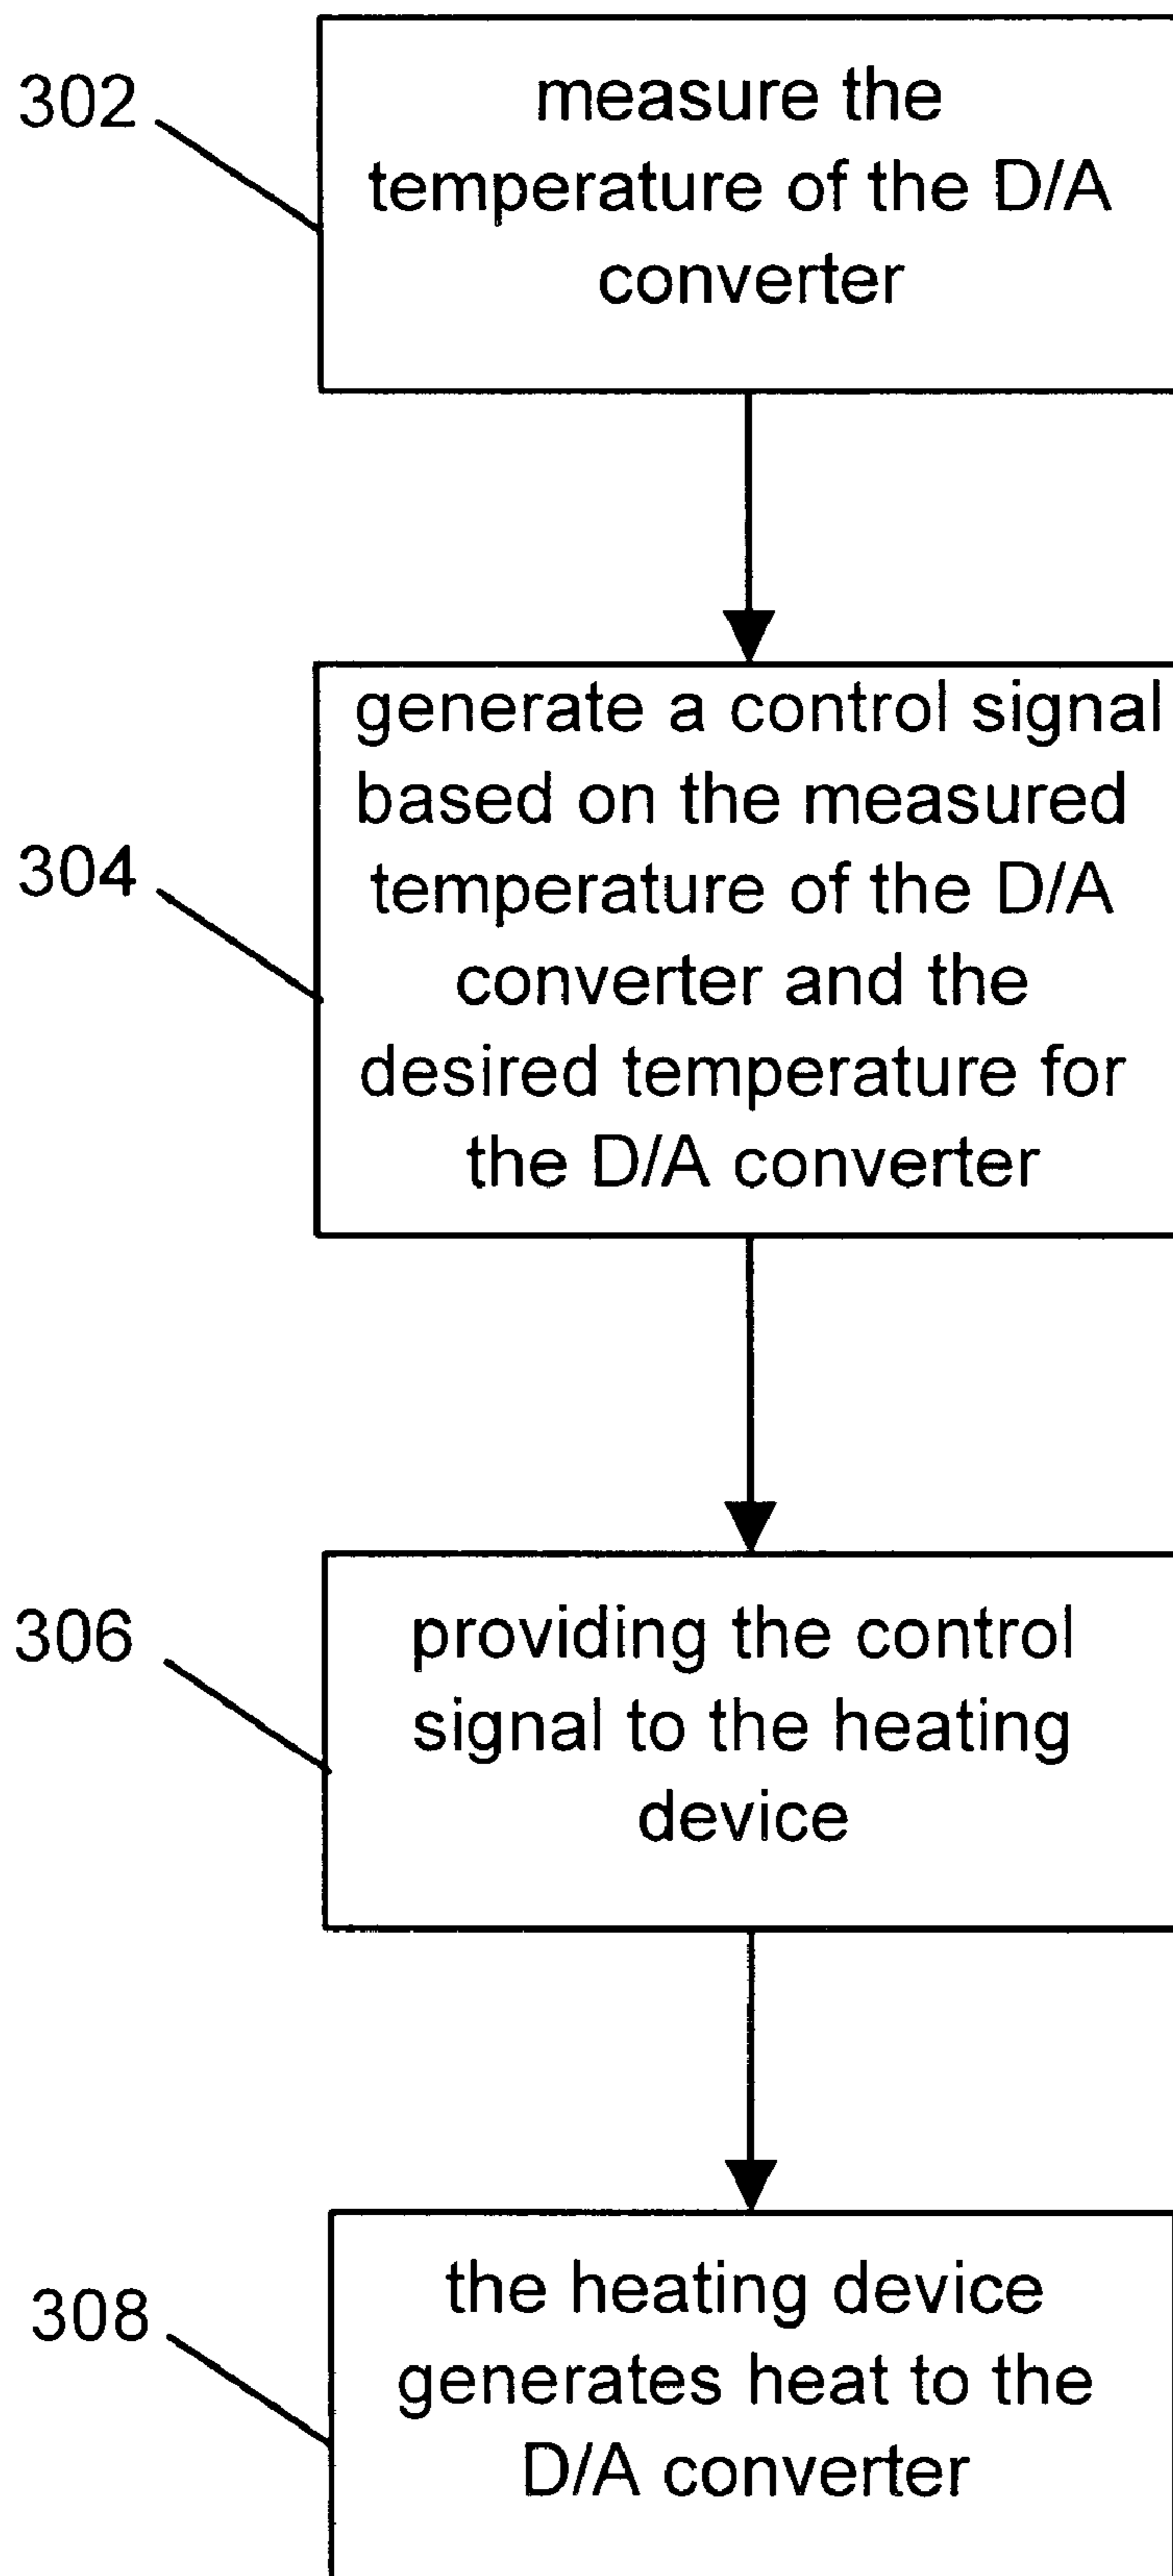 302
measure the
temperature of the D/A
converter
304
generate a control signal
based on the measured
temperature of the D/A
converter and the
desired temperature for
the D/A converter
306
providing the control
signal to the heating
device
308
the heating device
generates heat to the
D/A converter